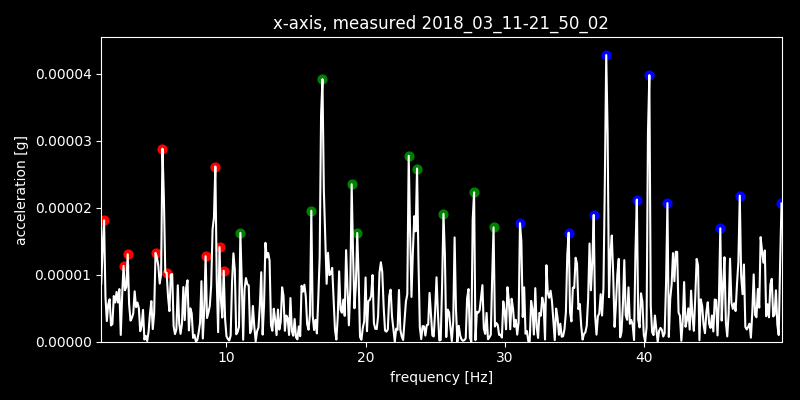 x-axis, measured 2018_03_11-21_50_02
0.00004
0.00003
0.00002
0.00001
0.00000
acceleration [g]
10 20 30 40
frequency [Hz]